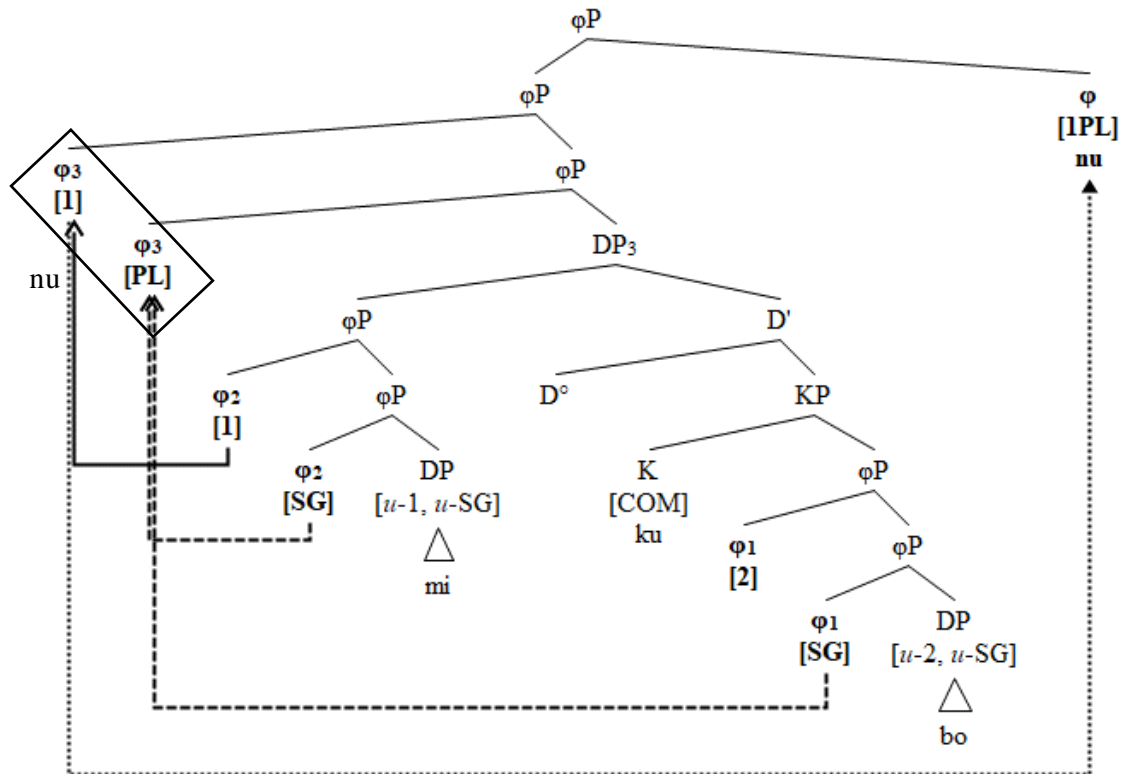 φP
φP
φ
[1PL]
nu
φ3
[1]
φP
nu
φ3
[PL]
DP3
φP
D'
φ2
[1]
φP
D°
KP
φ2
[SG]
DP
[u-1, u-SG]
mi
K
[COM]
ku
φP
φ1
[2]
φP
φ1
[SG]
DP
[u-2, u-SG]
bo